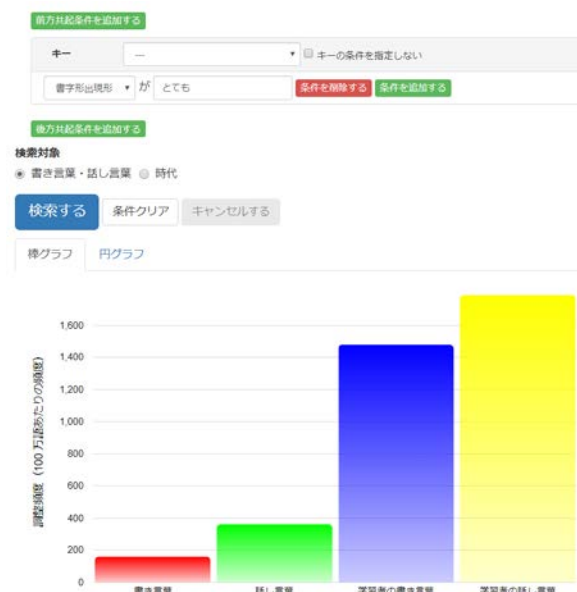 前方共起条件を追加する
キー
—
キーの条件を指定しない
書字形出現形
が
とても
条件を削除する
条件を追加する
後方共起条件を追加する
検索対象
書き言葉・話し言葉
時代
検索する
条件クリア
キャンセルする
棒グラフ
円グラフ
調整頻度（100 万語あたりの頻度）
1,600
1,400
1,200
1,000
800
600
400
200
0
書き言葉
話し言葉
学習者の書き言葉
学習者の話し言葉